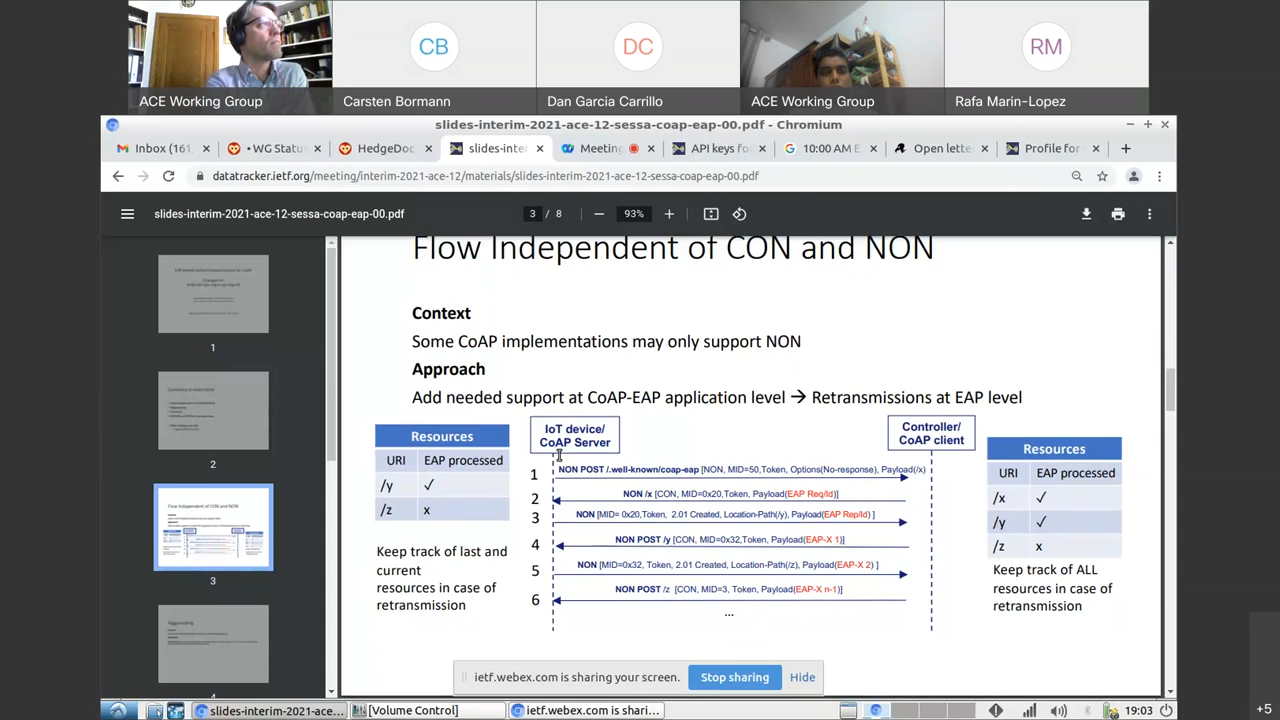 CB
DC
RM
ACE Working Group
Carsten Bormann
Dan Garcia Carrillo
ACE Working Group
Rafa Marin-Lopez
slides-interim-2021-ace-12-sessa-coap-eap-00.pdf - Chromium
Inbox (161,
• WG Status
HedgeDoc
slides-inter
Meeting
API keys fo
10:00 AM E
Open lette
Profile for
datatracker.ietf.org/meeting/interim-2021-ace-12/materials/slides-interim-2021-ace-12-sessa-coap-eap-00.pdf
slides-interim-2021-ace-12-sessa-coap-eap-00.pdf
3 / 8
93%
1
2
3
4
Flow Independent of CON and NON
Context
Some CoAP implementations may only support NON
Approach
Add needed support at CoAP-EAP application level → Retransmissions at EAP level
Resources
URI EAP processed
/y ✓
/z x
Keep track of last and
current
resources in case of
retransmission
IoT device/
CoAP Server
Controller/
CoAP client
1 NON POST /.well-known/coap-eap [NON, MID=50,Token, Options(No-response), Payload(/x)
2 NON /x [CON, MID=0x20,Token, Payload(EAP Req/Id)]
3 NON [MID= 0x20,Token, 2.01 Created, Location-Path(/y), Payload(EAP Rep/Id) ]
4 NON POST /y [CON, MID=0x32,Token, Payload(EAP-X 1)]
5 NON [MID=0x32, Token, 2.01 Created, Location-Path(/z), Payload(EAP-X 2) ]
6 NON POST /z [CON, MID=3, Token, Payload(EAP-X n-1)]
...
Resources
URI EAP processed
/x ✓
/y ✓
/z x
Keep track of ALL
resources in case of
retransmission
ietf.webex.com is sharing your screen.
Stop sharing
Hide
slides-interim-2021-ace...
[Volume Control]
ietf.webex.com is shari...
19:03
+5